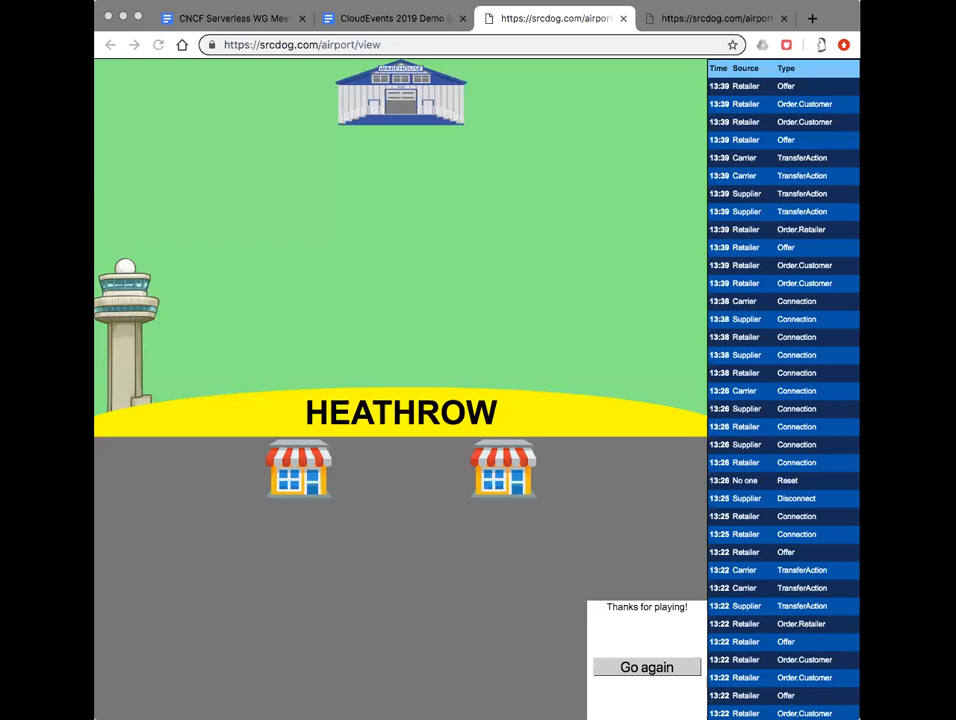 CNCF Serverless WG Mee
CloudEvents 2019 Demo
https://srcdog.com/airport
https://srcdog.com/airport
https://srcdog.com/airport/view
WAREHOUSE
HEATHROW
Thanks for playing!
Go again
Time Source Type
13:39 Retailer Offer
13:39 Retailer Order.Customer
13:39 Retailer Order.Customer
13:39 Retailer Offer
13:39 Carrier TransferAction
13:39 Carrier TransferAction
13:39 Supplier TransferAction
13:39 Supplier TransferAction
13:39 Retailer Order.Retailer
13:39 Retailer Offer
13:39 Retailer Order.Customer
13:39 Retailer Order.Customer
13:38 Carrier Connection
13:38 Supplier Connection
13:38 Retailer Connection
13:38 Supplier Connection
13:38 Retailer Connection
13:26 Carrier Connection
13:26 Supplier Connection
13:26 Retailer Connection
13:26 Supplier Connection
13:26 Retailer Connection
13:26 No one Reset
13:25 Supplier Disconnect
13:25 Retailer Connection
13:25 Retailer Connection
13:22 Retailer Offer
13:22 Carrier TransferAction
13:22 Carrier TransferAction
13:22 Supplier TransferAction
13:22 Retailer Order.Retailer
13:22 Retailer Offer
13:22 Retailer Order.Customer
13:22 Retailer Order.Customer
13:22 Retailer Offer
13:22 Retailer Order.Customer